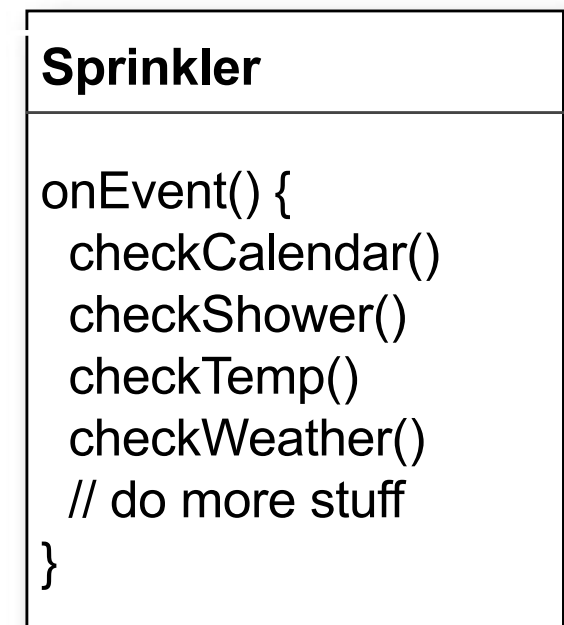 Sprinkler
onEvent() {
checkCalendar()
checkShower()
checkTemp()
checkWeather()
// do more stuff
}